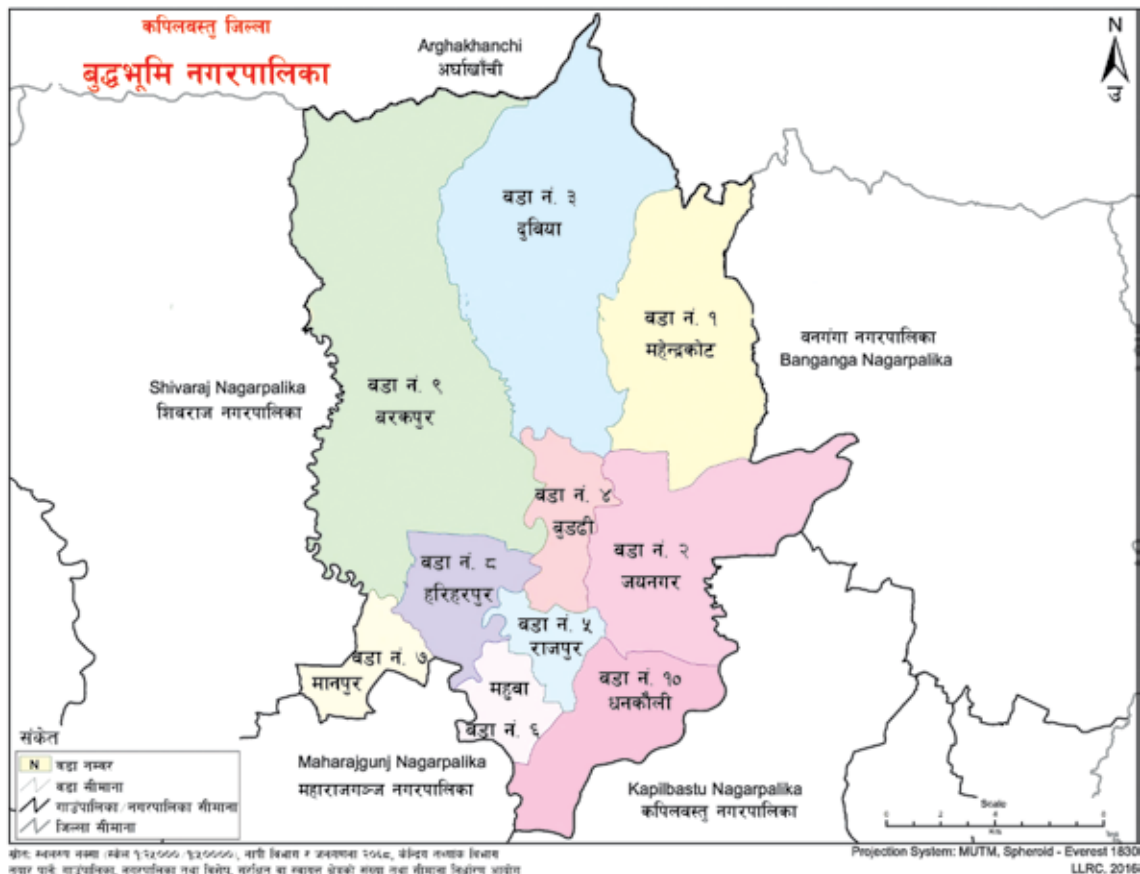 कपिलवस्तु जिल्ला
बुद्धभूमि नगरपालिका
Arghakhanchi
अर्घाखाँची
N
उ
वडा नं. ३
दुबिया
वडा नं. १
महेन्द्रकोट
वनगंगा नगरपालिका
Banganga Nagarpalika
वडा नं. ९
बरकपुर
Shivaraj Nagarpalika
शिवराज नगरपालिका
वडा नं. ४
बुडढी
वडा नं. २
जयनगर
वडा नं. ८
हरिहरपुर
वडा नं. ५
राजपुर
वडा नं. ७
मानपुर
महुवा
वडा नं. ६
वडा नं. १०
धनकौली
Maharajgunj Nagarpalika
महाराजगञ्ज नगरपालिका
Kapilbastu Nagarpalika
कपिलवस्तु नगरपालिका
संकेत
N वडा नम्बर
वडा सीमाना
गाउँपालिका/नगरपालिका सीमाना
जिल्ला सीमाना
Scale
Projection System: MUTM, Spheroid - Everest 1830
LLRC, 2016